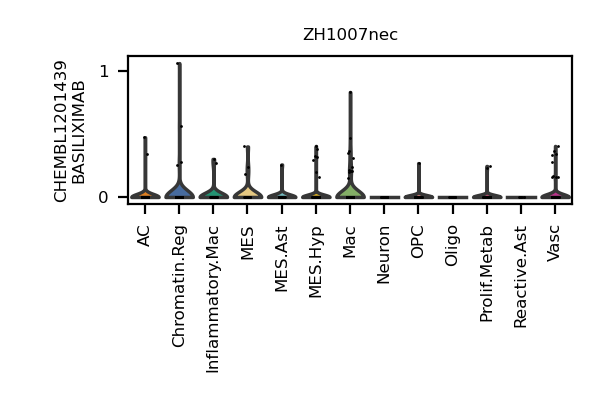 ZH1007nec
CHEMBL1201439
BASILIXIMAB
1
0
AC
Chromatin.Reg
Inflammatory.Mac
MES
MES.Ast
MES.Hyp
Mac
Neuron
OPC
Oligo
Prolif.Metab
Reactive.Ast
Vasc